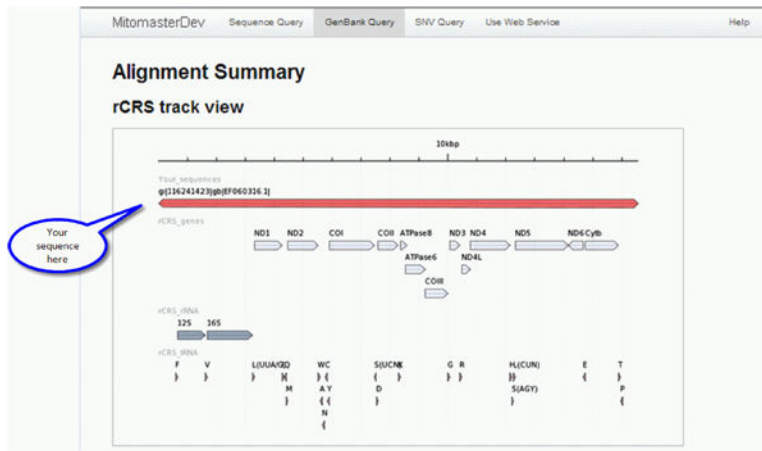 MitomasterDev Sequence Query GenBank Query SNV Query Use Web Service Help
Alignment Summary
rCRS track view
10kbp
Your_sequences
gi|116241423|gb|EF060316.1|
Your
sequence
here
rCRS_genes
ND1 ND2 COI COII ATPase8 ND3 ND4 ND5 ND6 Cytb
ATPase6 ND4L
COIII
rCRS_rRNA
12S 16S
rCRS_tRNA
F V L(UUA/G) Q WC S(UCN) K G R H L(CUN) E T
M A Y D S(AGY) P
N